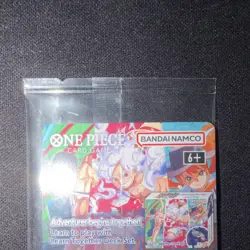 ONE PIECE
CARD GAME
BANDAI NAMCO
6+
Adventure begins together!
Learn to play with
Learn Together Deck Set.